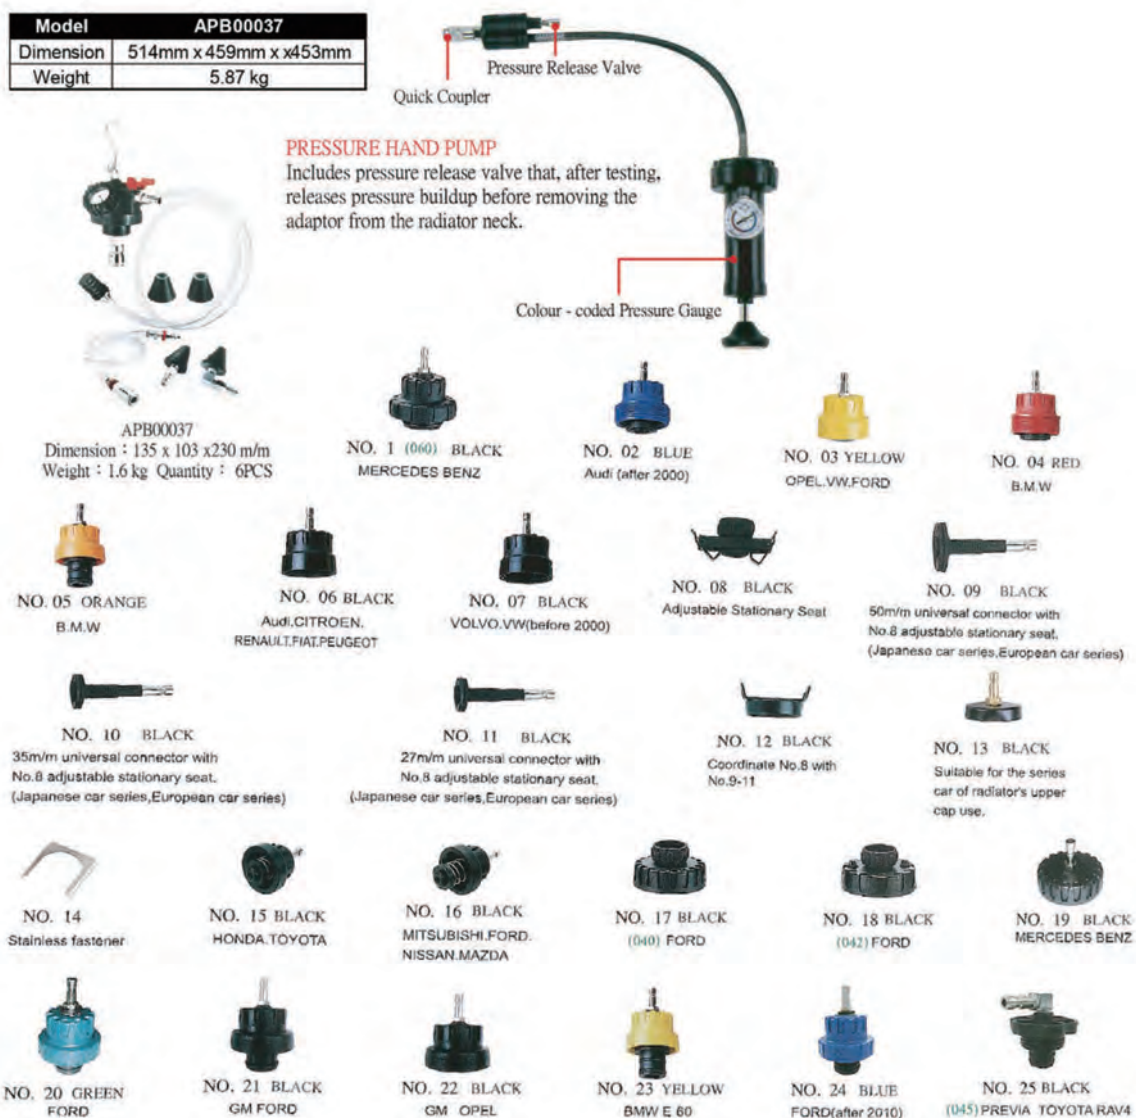 Model APB00037
Dimension 514mm x 459mm x x453mm
Weight 5.87 kg
Pressure Release Valve
Quick Coupler
PRESSURE HAND PUMP
Includes pressure release valve that, after testing,
releases pressure buildup before removing the
adaptor from the radiator neck.
Colour - coded Pressure Gauge
APB00037
Dimension : 135 x 103 x230 m/m
Weight : 1.6 kg Quantity : 6PCS
NO. 1 (060) BLACK
MERCEDES BENZ
NO. 02 BLUE
Audi (after 2000)
NO. 03 YELLOW
OPEL.VW.FORD
NO. 04 RED
B.M.W
NO. 05 ORANGE
B.M.W
NO. 06 BLACK
Audi.CITROEN.
RENAULT.FIAT.PEUGEOT
NO. 07 BLACK
VOLVO.VW(before 2000)
NO. 08 BLACK
Adjustable Stationary Seat
NO. 09 BLACK
50m/m universal connector with
No.8 adjustable stationary seat.
(Japanese car series,European car series)
NO. 10 BLACK
35m/m universal connector with
No.8 adjustable stationary seat.
(Japanese car series,European car series)
NO. 11 BLACK
27m/m universal connector with
No.8 adjustable stationary seat.
(Japanese car series,European car series)
NO. 12 BLACK
Coordinate No.8 with
No.9-11
NO. 13 BLACK
Suitable for the series
car of radiator's upper
cap use.
NO. 14
Stainless fastener
NO. 15 BLACK
HONDA.TOYOTA
NO. 16 BLACK
MITSUBISHI.FORD.
NISSAN.MAZDA
NO. 17 BLACK
(040) FORD
NO. 18 BLACK
(042) FORD
NO. 19 BLACK
MERCEDES BENZ
NO. 20 GREEN
FORD
NO. 21 BLACK
GM FORD
NO. 22 BLACK
GM OPEL
NO. 23 YELLOW
BMW E 60
NO. 24 BLUE
FORD(after 2010)
NO. 25 BLACK
(045) PREVIA TOYOTA RAV4